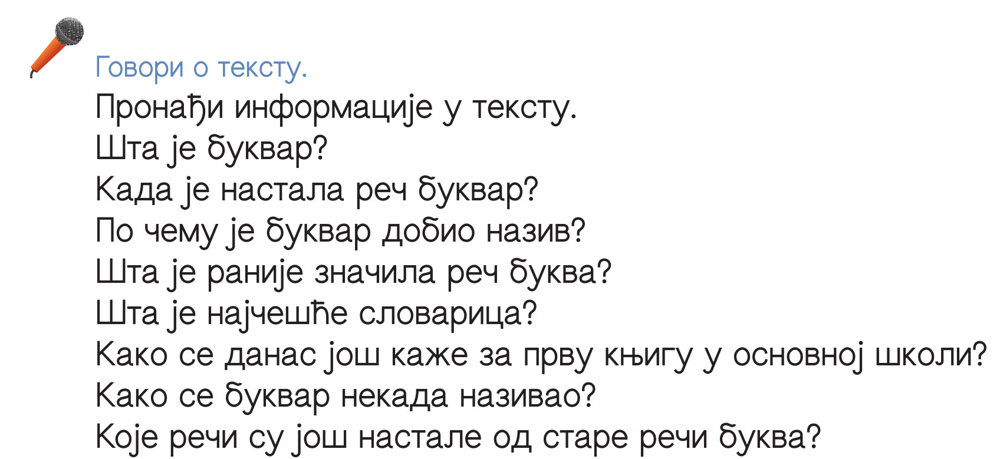 Говори о тексту.
Пронађи информације у тексту.
Шта је буквар?
Када је настала реч буквар?
По чему је буквар добио назив?
Шта је раније значила реч буква?
Шта је најчешће словарица?
Како се данас још каже за прву књигу у основној школи?
Како се буквар некада називао?
Које речи су још настале од старе речи буква?